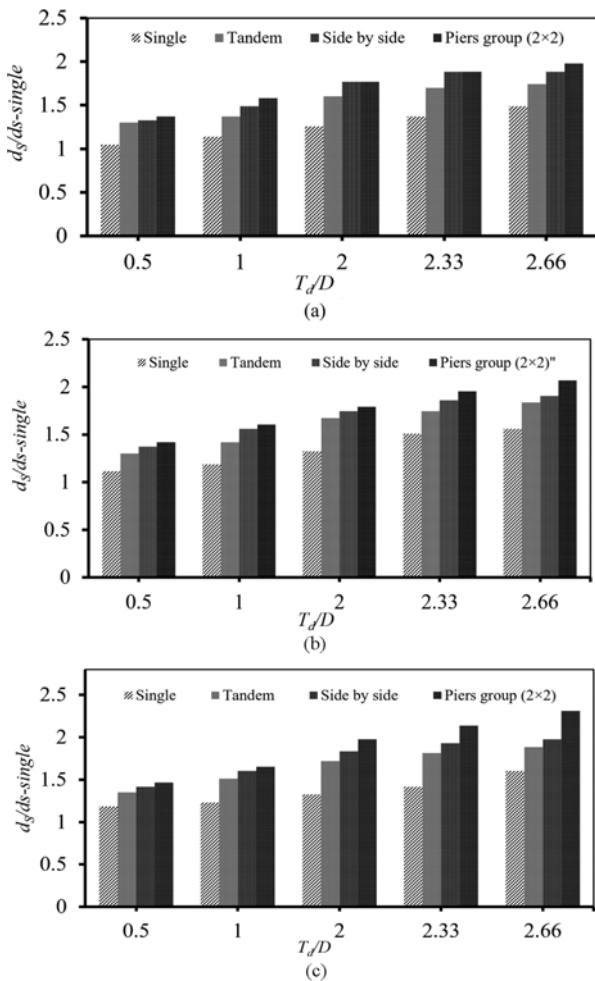 2.5
Single Tandem Side by side Piers group (2×2)
2
1.5
1
0.5
0
dS/ds-single
0.5 1 2 2.33 2.66
Td/D
(a)
2.5
Single Tandem Side by side Piers group (2×2)"
2
1.5
1
0.5
0
dS/ds-single
0.5 1 2 2.33 2.66
Td/D
(b)
2.5
Single Tandem Side by side Piers group (2×2)
2
1.5
1
0.5
0
dS/ds-single
0.5 1 2 2.33 2.66
Td/D
(c)